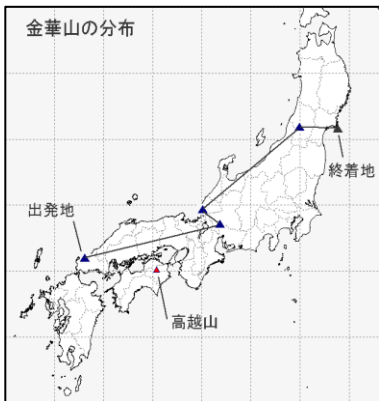 金華山の分布
終着地
出発地
高越山